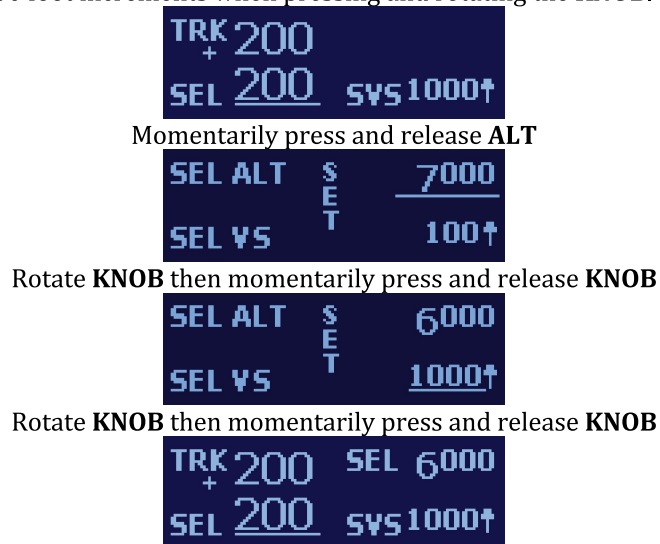 TRK 200
+
SEL 200 SVS 1000↑
Momentarily press and release ALT
SEL ALT SET 7000
SEL VS 100↑
Rotate KNOB then momentarily press and release KNOB
SEL ALT SET 6000
SEL VS 1000↑
Rotate KNOB then momentarily press and release KNOB
TRK 200 SEL 6000
+
SEL 200 SVS 1000↑